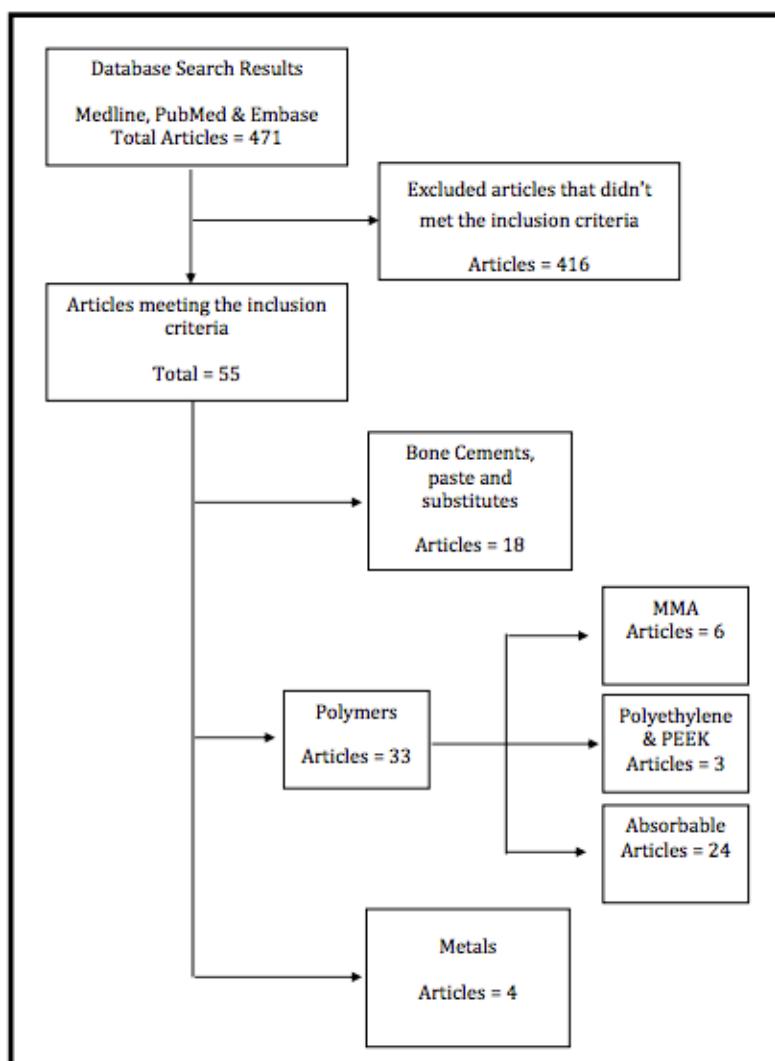 Database Search Results
Medline, PubMed & Embase
Total Articles = 471
Excluded articles that didn't
met the inclusion criteria
Articles = 416
Articles meeting the inclusion
criteria
Total = 55
Bone Cements,
paste and
substitutes
Articles = 18
MMA
Articles = 6
Polymers
Articles = 33
Polyethylene
& PEEK
Articles = 3
Absorbable
Articles = 24
Metals
Articles = 4